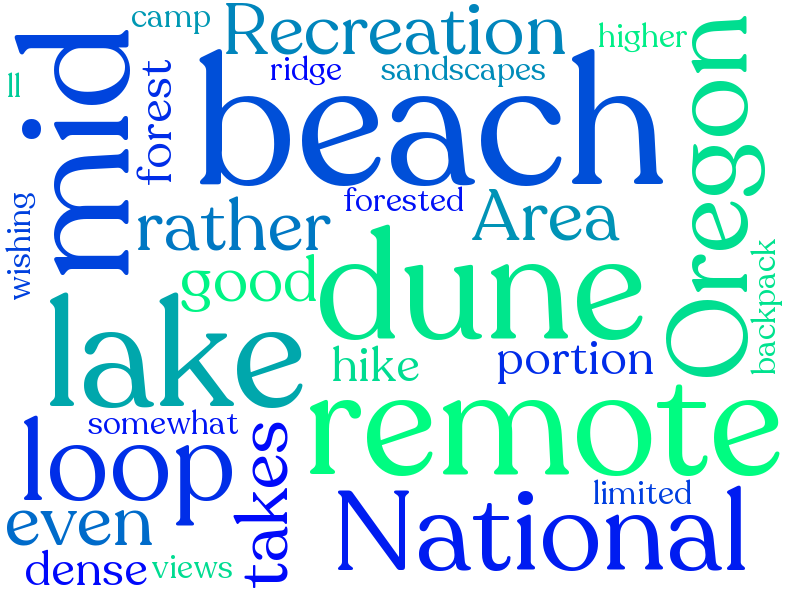 camp
Recreation
higher
ridge
sandscapes
ll
mid
forest
beach
Oregon
wishing
rather
forested
Area
good
dune
backpack
lake
hike
portion
somewhat
remote
loop
takes
limited
even
National
dense
views